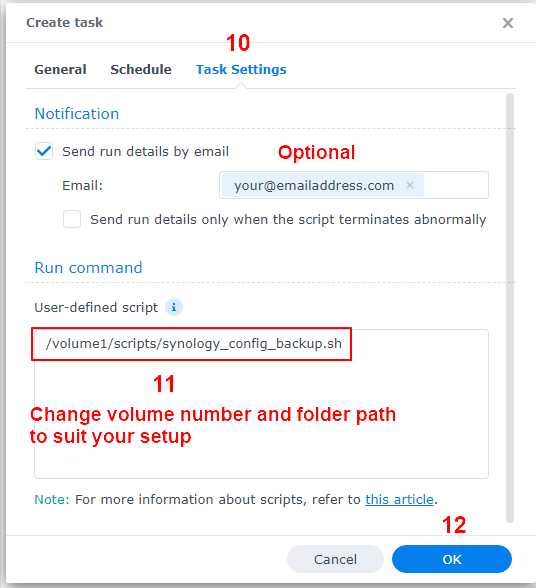 Create task
10
General Schedule Task Settings
Notification
Send run details by email
Optional
Email: your@emailaddress.com ×
Send run details only when the script terminates abnormally
Run command
User-defined script i
/volume1/scripts/synology_config_backup.sh
11
Change volume number and folder path
to suit your setup
Note: For more information about scripts, refer to this article.
12
Cancel OK